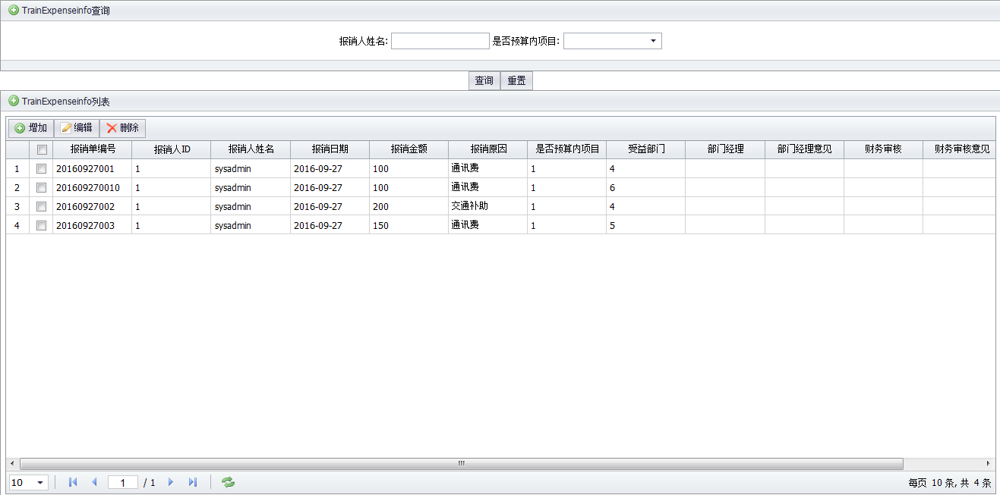 TrainExpenseinfo查询
报销人姓名: 是否预算内项目:
查询 重置
TrainExpenseinfo列表
增加 编辑 删除
报销单编号 报销人ID 报销人姓名 报销日期 报销金额 报销原因 是否预算内项目 受益部门 部门经理 部门经理意见 财务审核 财务审核意见
1 20160927001 1 sysadmin 2016-09-27 100 通讯费 1 4
2 201609270010 1 sysadmin 2016-09-27 100 通讯费 1 6
3 20160927002 1 sysadmin 2016-09-27 200 交通补助 1 4
4 20160927003 1 sysadmin 2016-09-27 150 通讯费 1 5
10 1 / 1 每页 10 条, 共 4 条